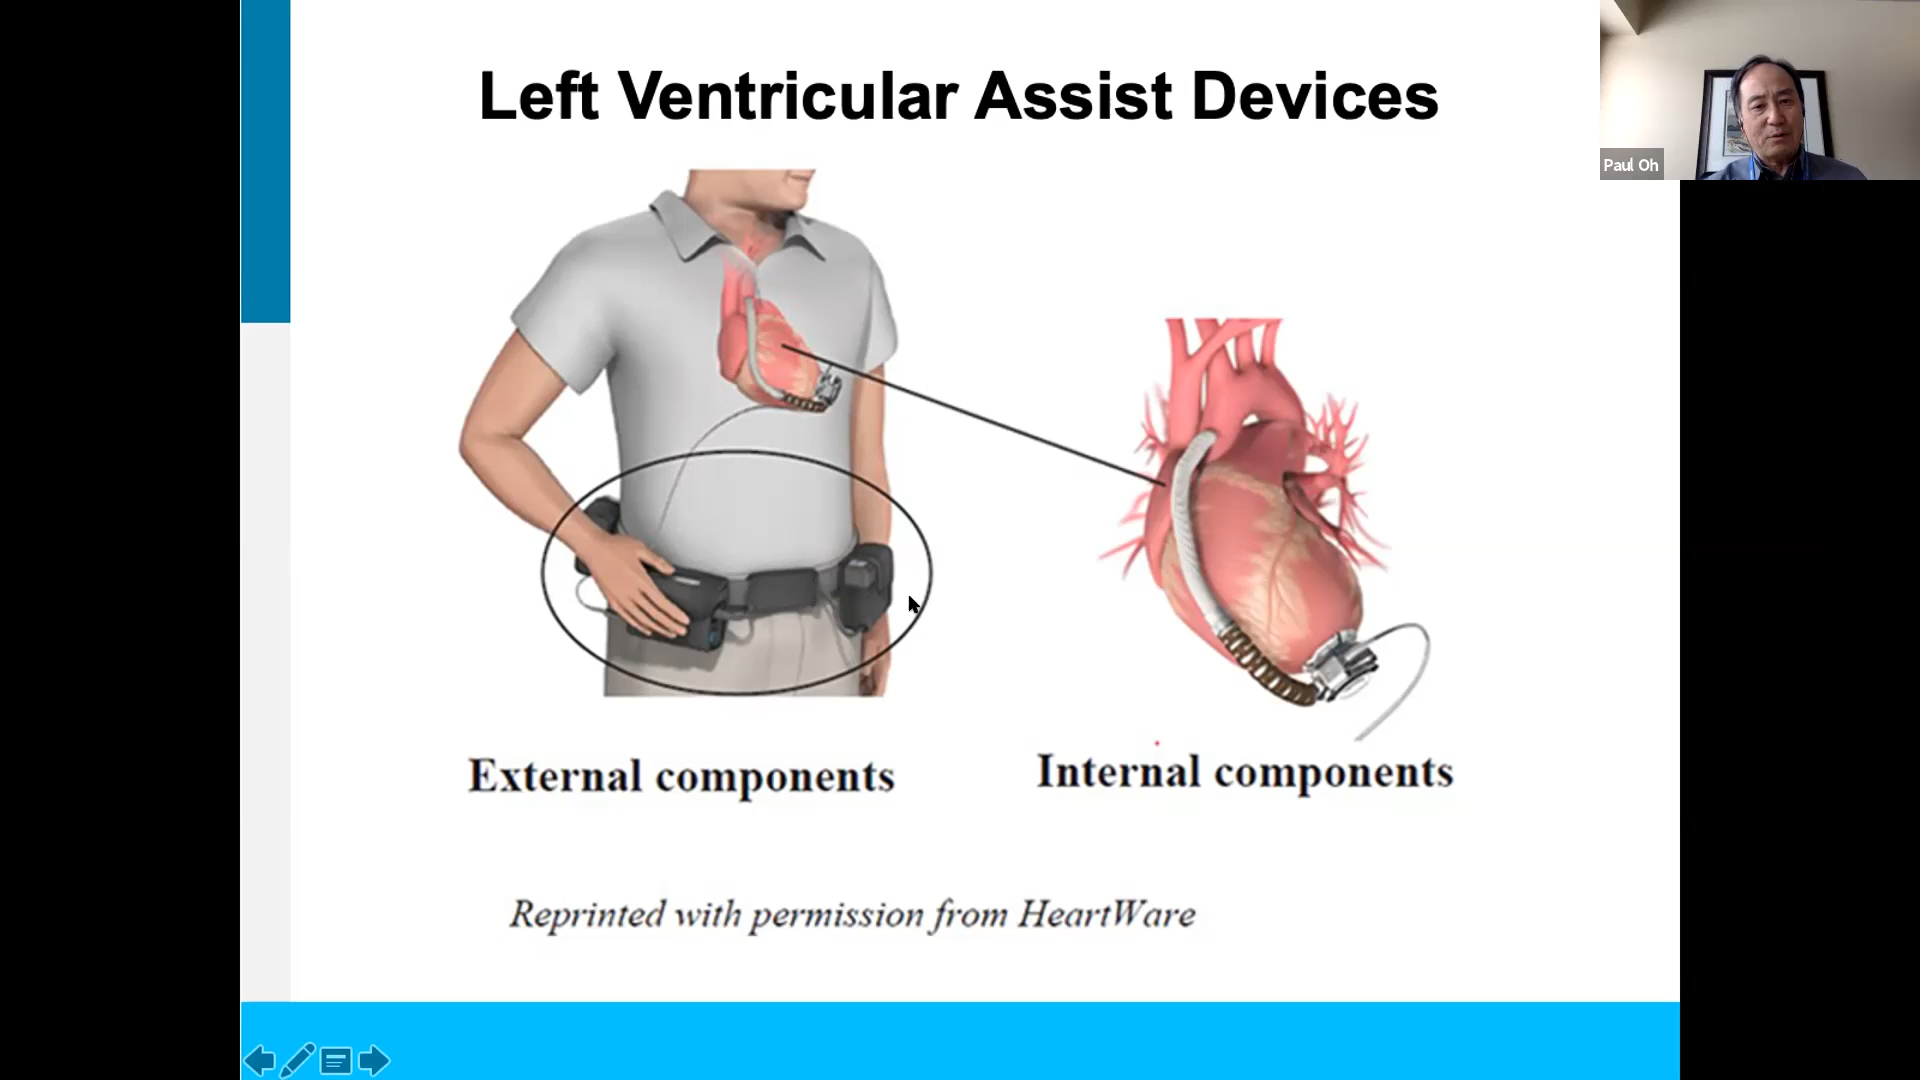 Left Ventricular Assist Devices
Paul Oh
External components
Internal components
Reprinted with permission from HeartWare